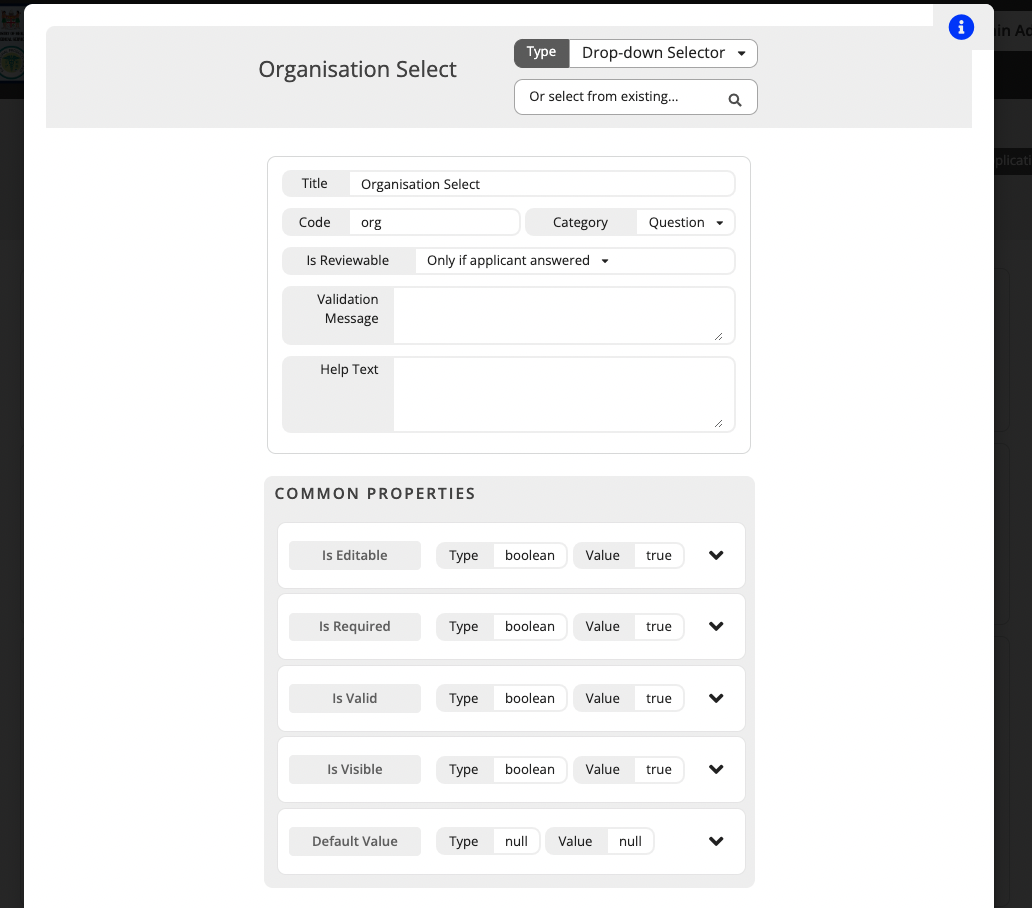 Organisation Select
Type Drop-down Selector
Or select from existing...
Title Organisation Select
Code org Category Question
Is Reviewable Only if applicant answered
Validation
Message
Help Text
COMMON PROPERTIES
Is Editable Type boolean Value true
Is Required Type boolean Value true
Is Valid Type boolean Value true
Is Visible Type boolean Value true
Default Value Type null Value null